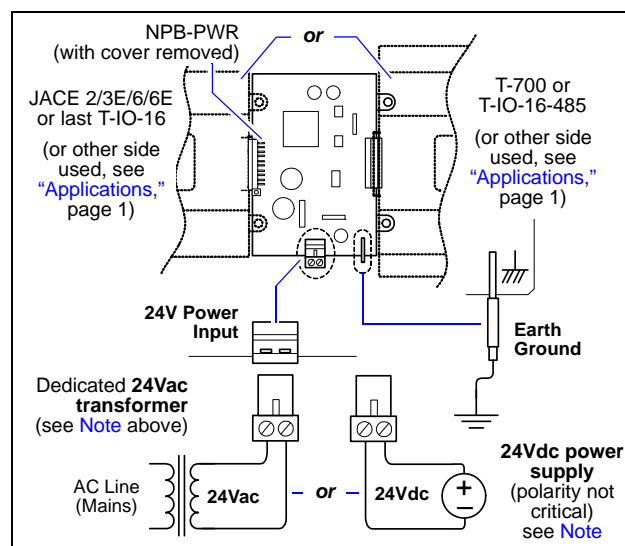 NPB-PWR
(with cover removed)
or
JACE 2/3E/6/6E
or last T-IO-16
(or other side
used, see
“Applications,”
page 1)
T-700 or
T-IO-16-485
(or other side
used, see
“Applications,”
page 1)
24V Power
Input
Earth
Ground
Dedicated 24Vac
transformer
(see Note above)
AC Line
(Mains)
24Vac
or
24Vdc
+
–
24Vdc power
supply
(polarity not
critical)
see Note